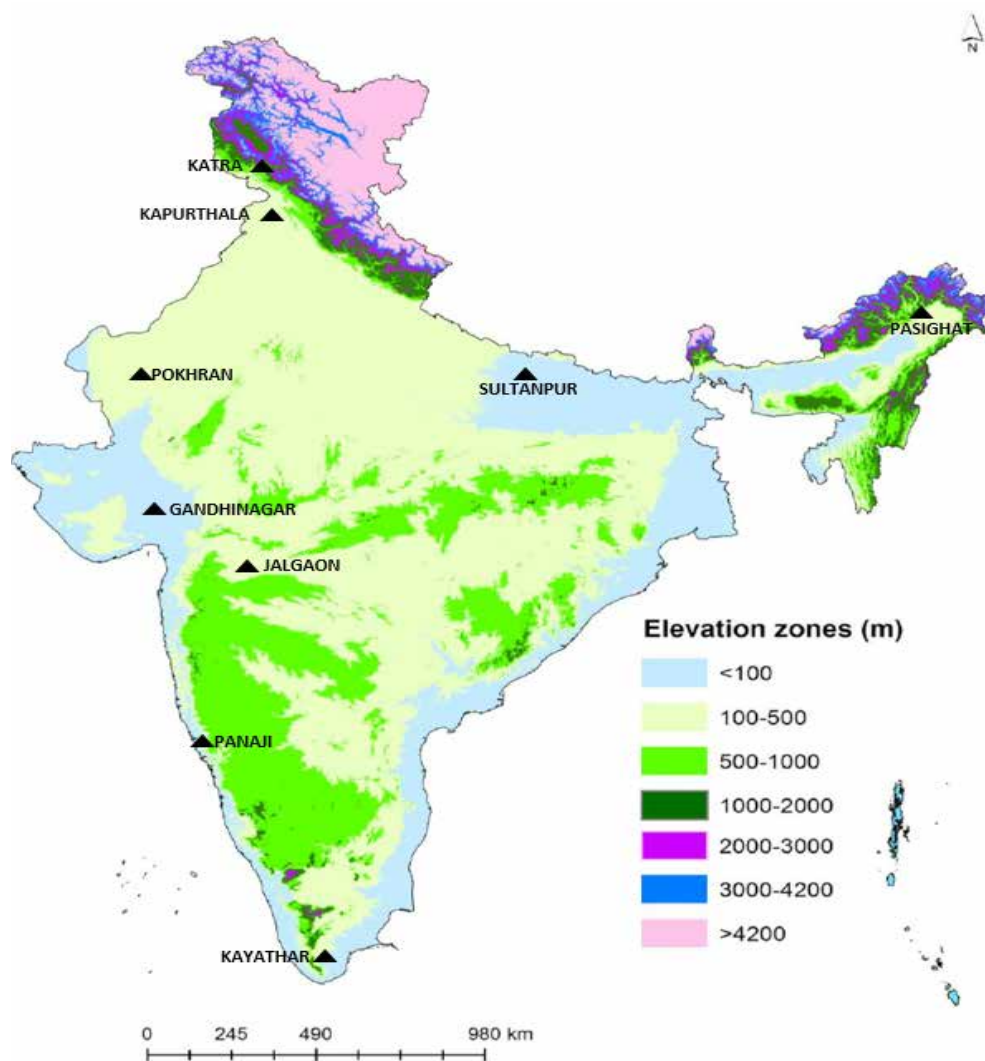 N
KATRA
KAPURTHALA
PASIGHAT
POKHRAN
SULTANPUR
GANDHINAGAR
JALGAON
Elevation zones (m)
<100
100-500
500-1000
PANAJI
1000-2000
2000-3000
3000-4200
>4200
KAYATHAR
0 245 490 980 km